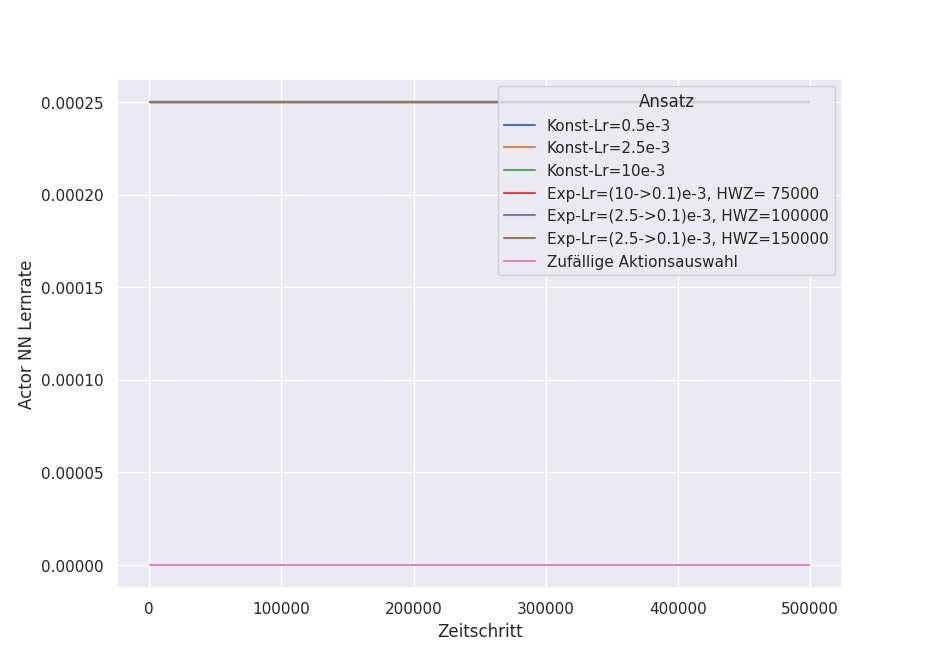 Ansatz
Konst-Lr=0.5e-3
Konst-Lr=2.5e-3
Konst-Lr=10e-3
Exp-Lr=(10->0.1)e-3, HWZ= 75000
Exp-Lr=(2.5->0.1)e-3, HWZ=100000
Exp-Lr=(2.5->0.1)e-3, HWZ=150000
Zufällige Aktionsauswahl
Actor NN Lernrate
0.00025
0.00020
0.00015
0.00010
0.00005
0.00000
0 100000 200000 300000 400000 500000
Zeitschritt